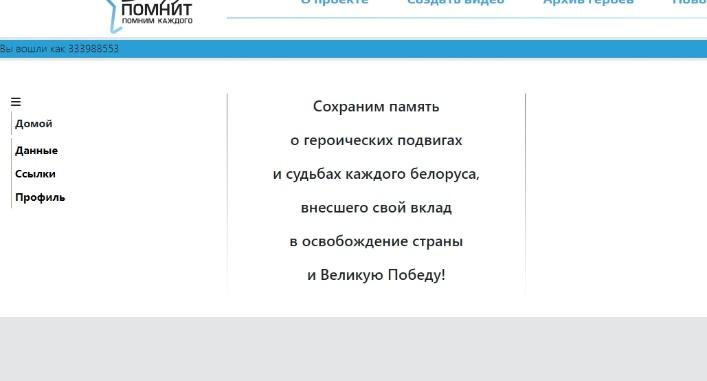 ПОМНИТ
ПОМНИМ КАЖДОГО
О проекте Создать видео Архив героев
Вы вошли как 333988553
Домой
Данные
Ссылки
Профиль
Сохраним память
о героических подвигах
и судьбах каждого белоруса,
внесшего свой вклад
в освобождение страны
и Великую Победу!